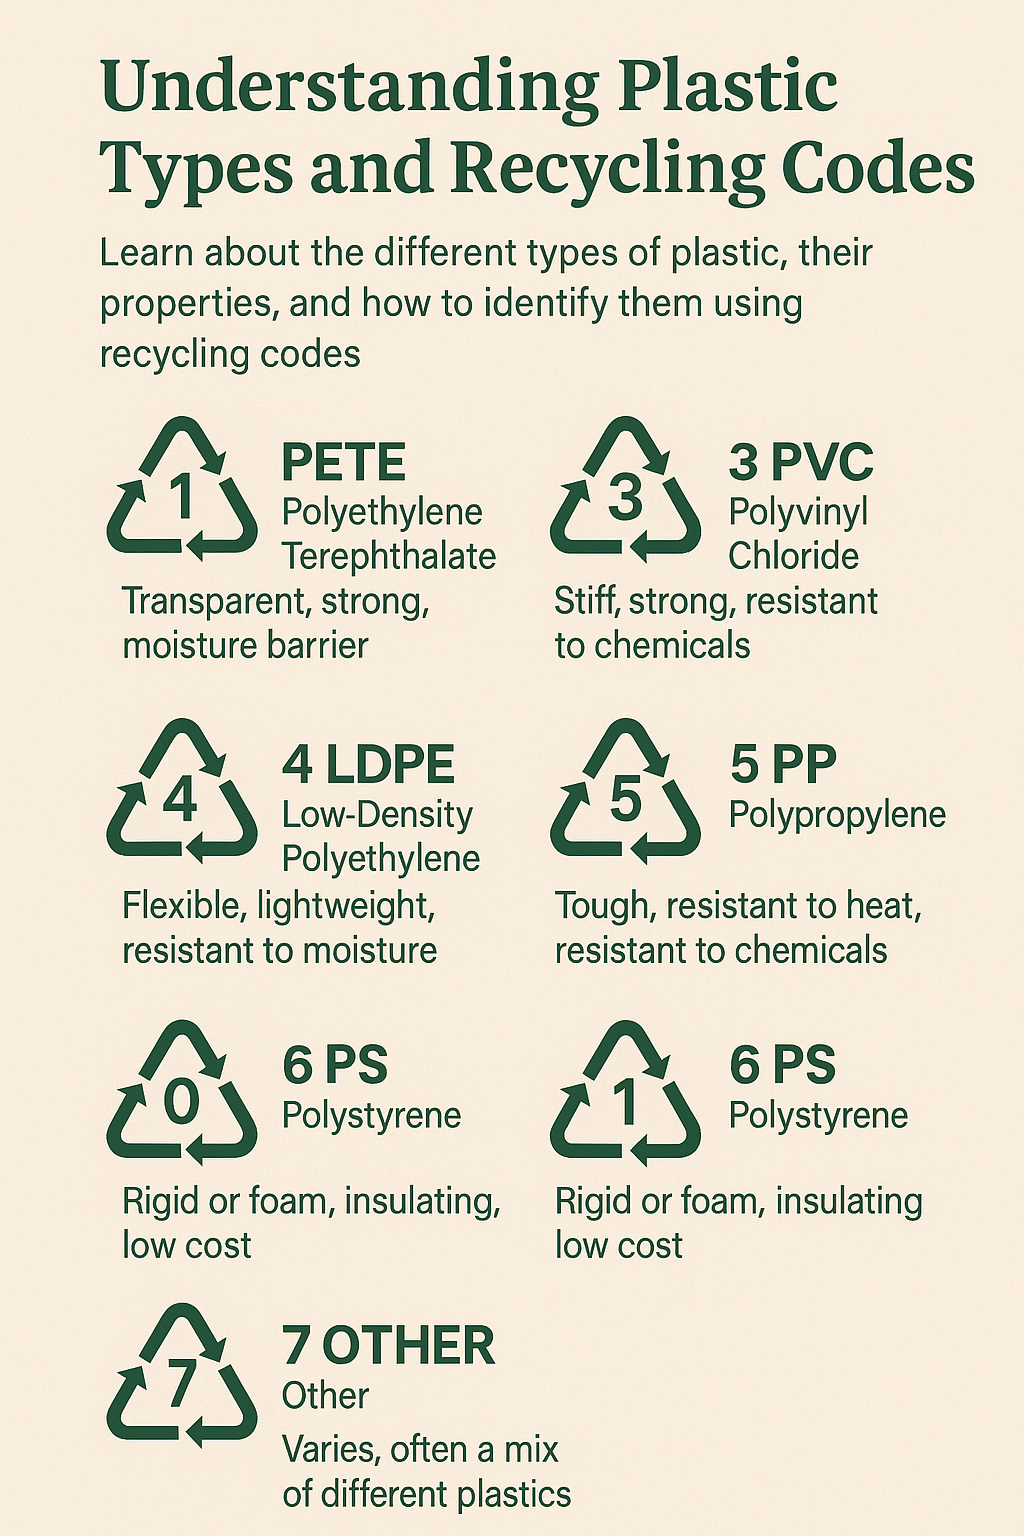 Understanding Plastic
Types and Recycling Codes
Learn about the different types of plastic, their
properties, and how to identify them using
recycling codes
1
PETE
Polyethylene
Terephthalate
Transparent, strong,
moisture barrier
3
3 PVC
Polyvinyl
Chloride
Stiff, strong, resistant
to chemicals
4
4 LDPE
Low-Density
Polyethylene
Flexible, lightweight,
resistant to moisture
5
5 PP
Polypropylene
Tough, resistant to heat,
resistant to chemicals
0
6 PS
Polystyrene
Rigid or foam, insulating,
low cost
1
6 PS
Polystyrene
Rigid or foam, insulating
low cost
7
7 OTHER
Other
Varies, often a mix
of different plastics